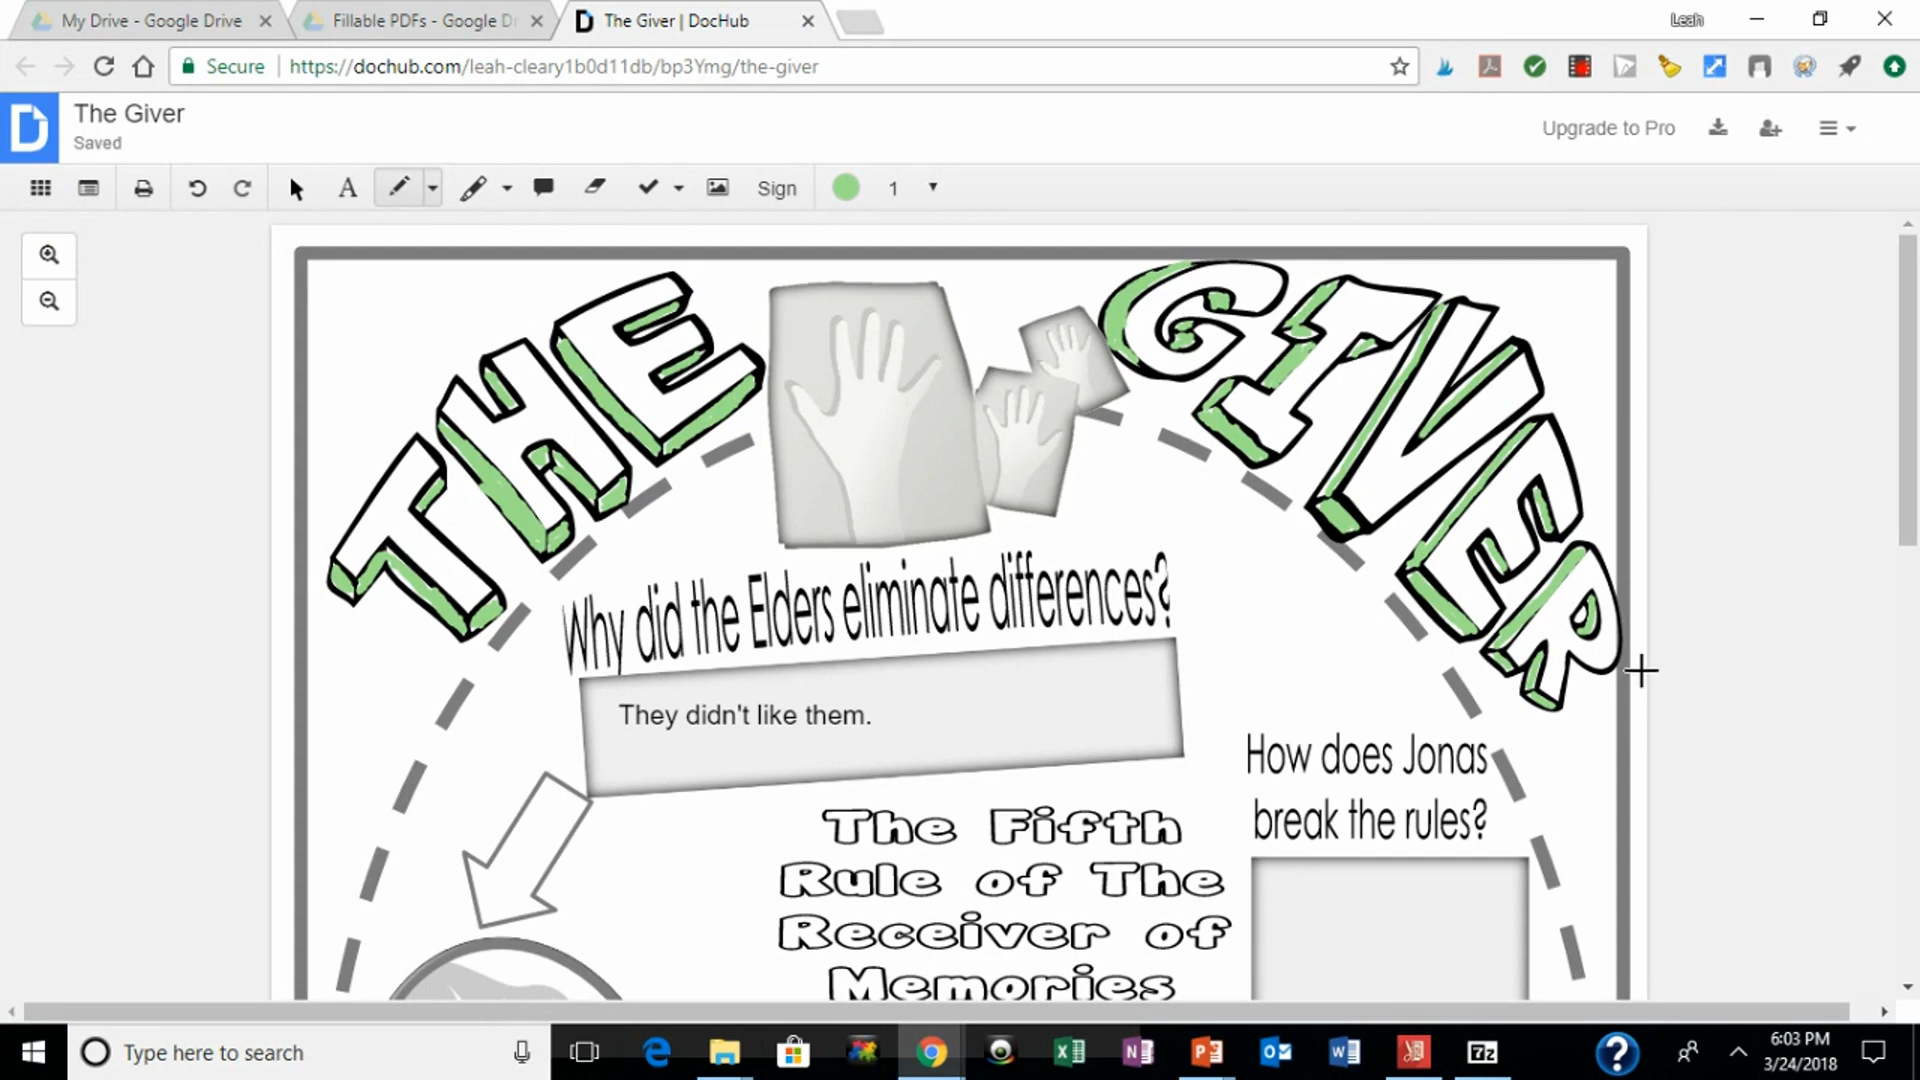 My Drive - Google Drive
Fillable PDFs - Google Dr
The Giver | DocHub
Leah
Secure
https://dochub.com/leah-cleary1b0d11db/bp3Ymg/the-giver
The Giver
Saved
Upgrade to Pro
A
Sign
1
THE GIVER
Why did the Elders eliminate differences?
They didn't like them.
How does Jonas
break the rules?
The Fifth
Rule of The
Receiver of
Memories
Type here to search
6:03 PM
3/24/2018